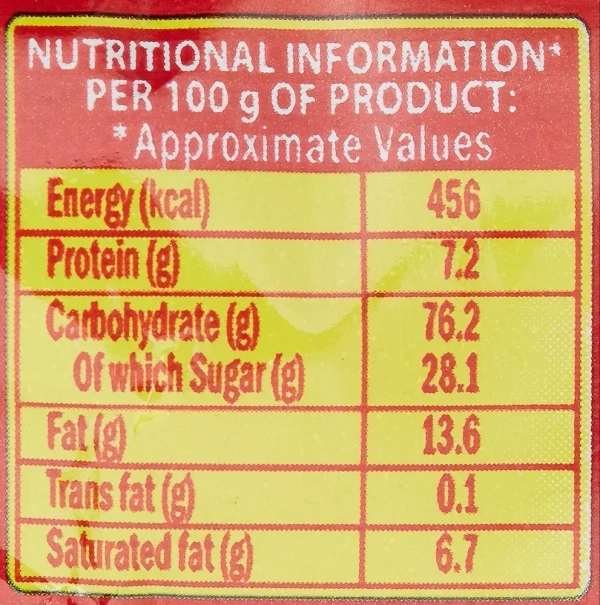 NUTRITIONAL INFORMATION*
PER 100 g OF PRODUCT:
*Approximate Values
Energy (kcal) 456
Protein (g) 7.2
Carbohydrate (g) 76.2
Of which Sugar (g) 28.1
Fat (g) 13.6
Trans fat (g) 0.1
Saturated fat (g) 6.7